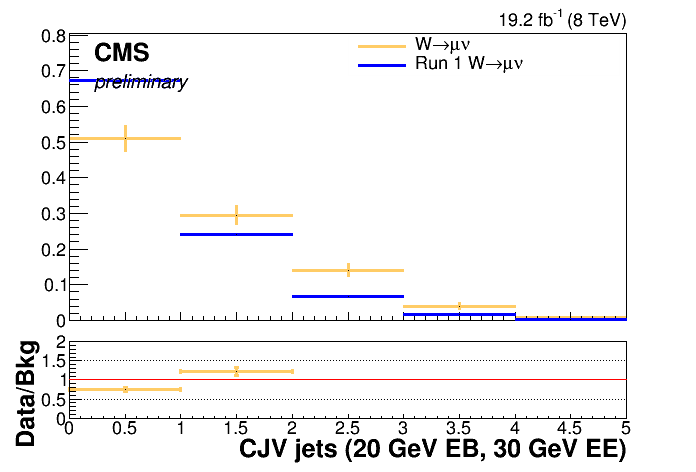 19.2 fb⁻¹ (8 TeV)
CMS
preliminary
W→μν
Run 1 W→μν
0.8
0.7
0.6
0.5
0.4
0.3
0.2
0.1
0
Data/Bkg
2
1.5
1
0.5
0
0 0.5 1 1.5 2 2.5 3 3.5 4 4.5 5
CJV jets (20 GeV EB, 30 GeV EE)